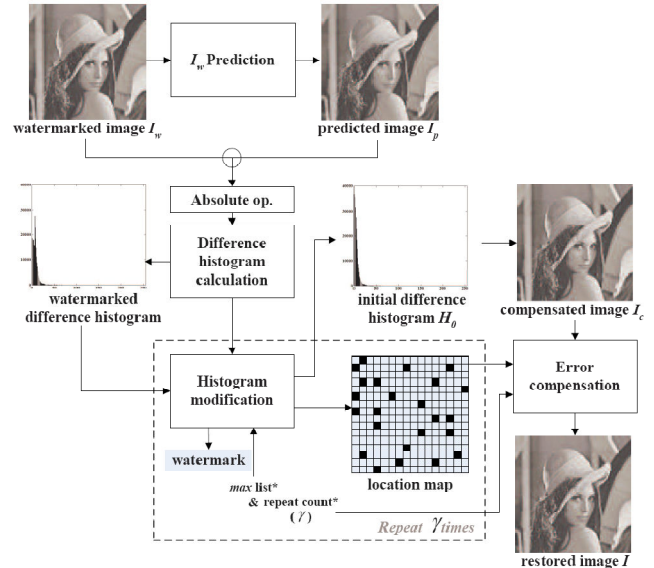 I_w Prediction
watermarked image I_w
predicted image I_p
Absolute op.
Difference
histogram
calculation
watermarked
difference histogram
initial difference
histogram H_0
compensated image I_c
Histogram
modification
Error
compensation
watermark
location map
max list*
& repeat count*
(γ)
Repeat γ times
restored image I